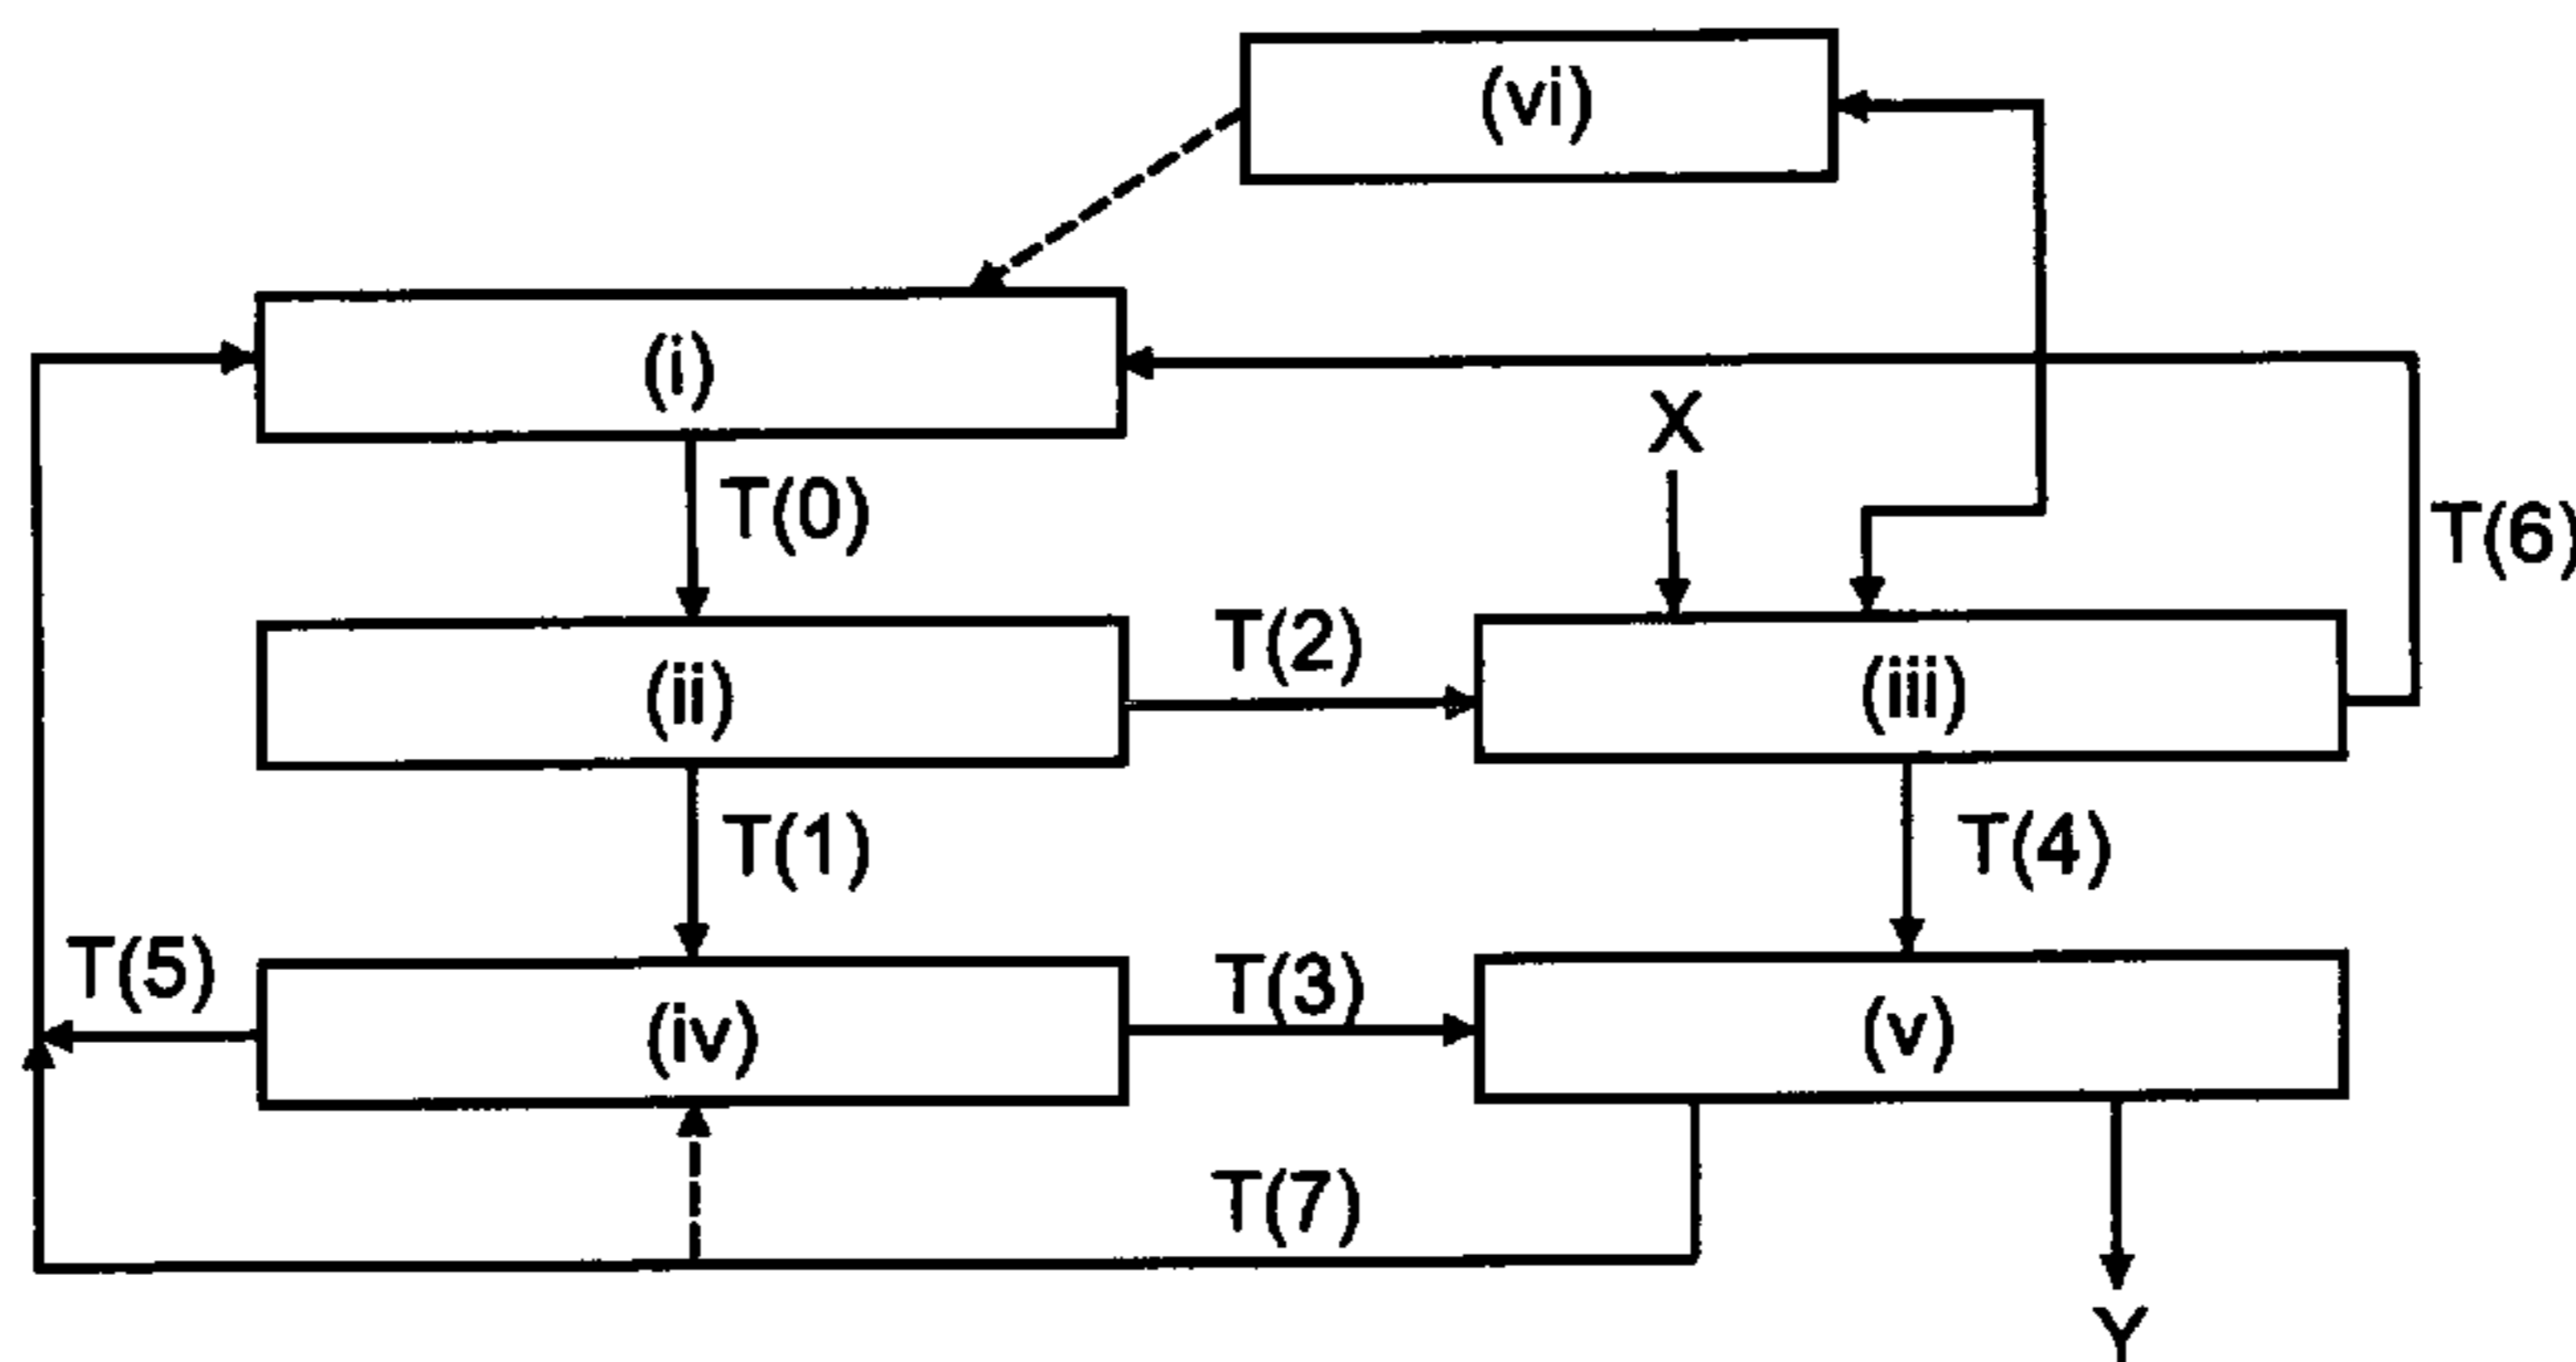 (vi)
(i)
X
T(0)
T(6)
T(2)
(ii)
(iii)
T(1)
T(4)
T(5)
T(3)
(iv)
(v)
T(7)
Y